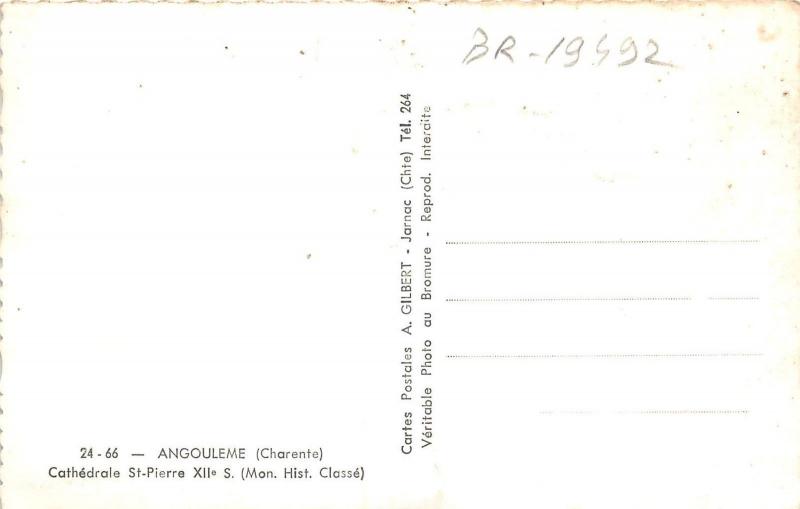 BR-19492
Cartes Postales A. GILBERT - Jarnac (Chte) Tél. 264
Véritable Photo au Bromure - Reprod. Interdite
24-66 — ANGOULEME (Charente)
Cathédrale St-Pierre XIIe S. (Mon. Hist. Classé)